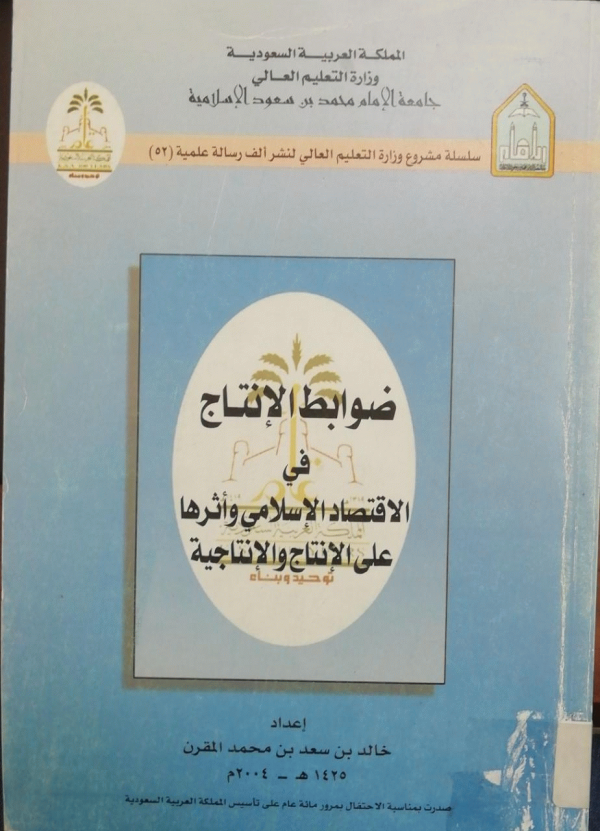 المملكة العربية السعودية
وزارة التعليم العالي
جامعة الإمام محمد بن سعود الإسلامية
سلسلة مشروع وزارة التعليم العالي لنشر ألف رسالة علمية (٥٢)
ضوابط الإنتاج
في
الاقتصاد الإسلامي وأثرها
على الإنتاج والإنتاجية
توحيد وبناء
إعداد
خالد بن سعد بن محمد المقرن
١٤٢٥ هـ - ٢٠٠٤م
صدرت بمناسبة الاحتفال بمرور مائة عام على تأسيس المملكة العربية السعودية